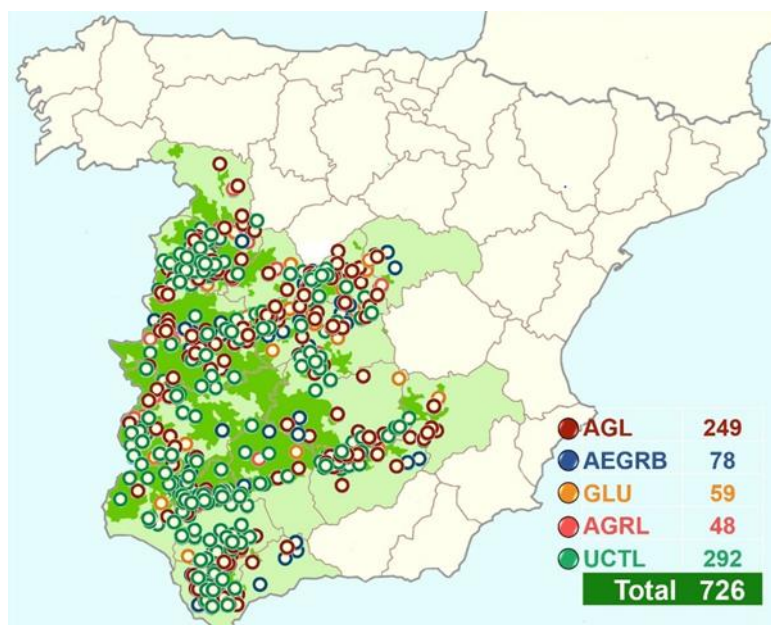 AGL 249
AEGRB 78
GLU 59
AGRL 48
UCTL 292
Total 726